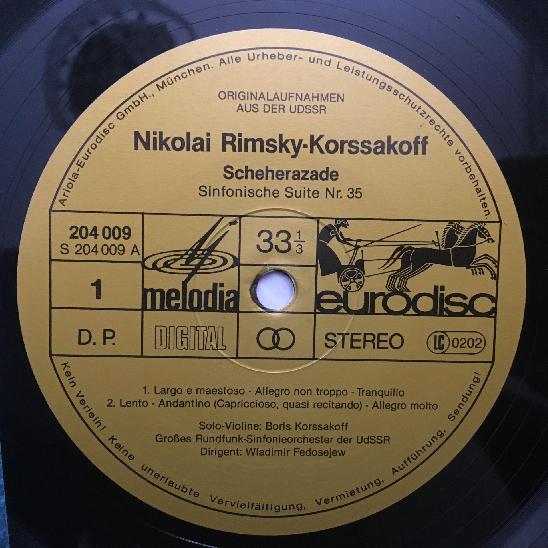 Ariola-Eurodisc GmbH., München. Alle Urheber- und Leistungsschutzrechte vorbehalten.
ORIGINALAUFNAHMEN
AUS DER UDSSR
Nikolai Rimsky-Korssakoff
Scheherazade
Sinfonische Suite Nr. 35
204 009
S 204 009 A
1
D. P.
melodia
DIGITAL
33 1/3
eurodisc
STEREO
LC 0202
1. Largo e maestoso - Allegro non troppo - Tranquillo
2. Lento - Andantino (Capriccioso, quasi recitando) - Allegro molto
Solo-Violine: Boris Korssakoff
Großes Rundfunk-Sinfonieorchester der UdSSR
Dirigent: Wladimir Fedosejew
Kein Verleih! Keine unerlaubte Vervielfältigung, Vermietung, Aufführung, Sendung!